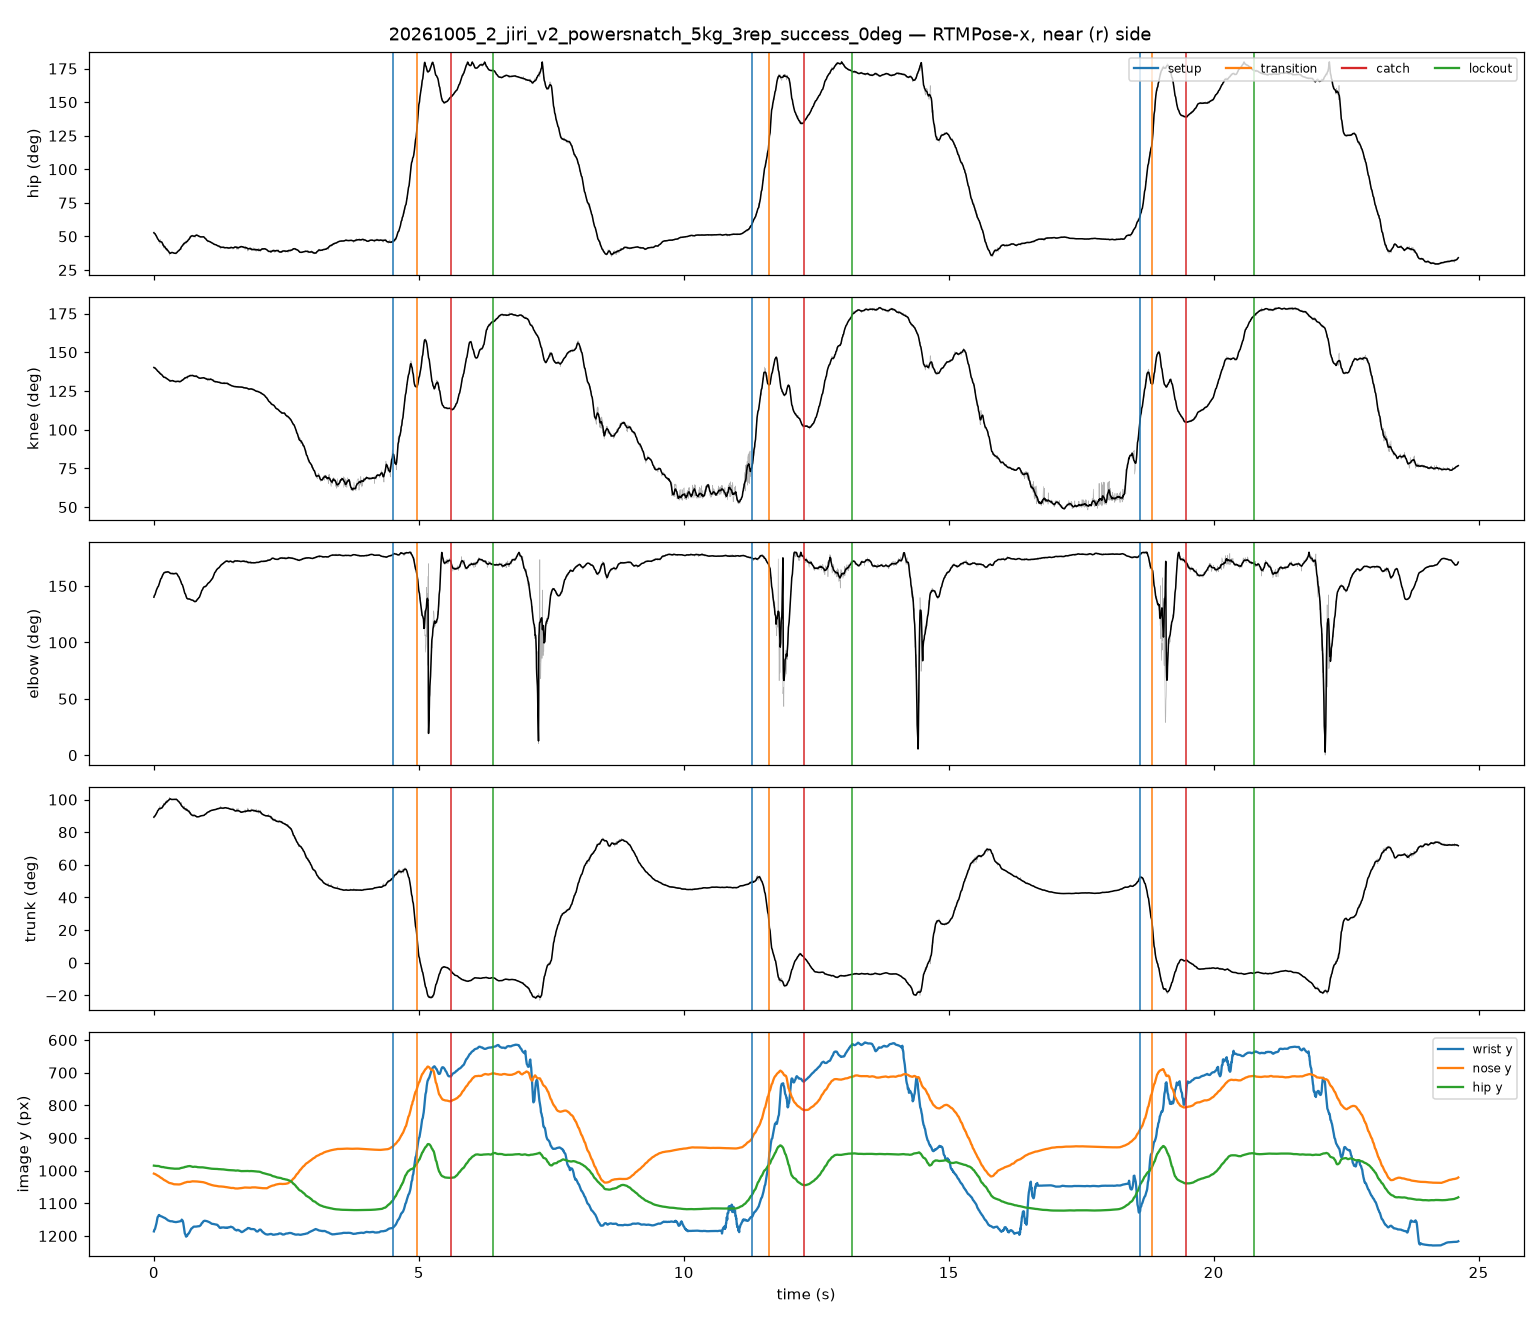 20261005_2_jiri_v2_powersnatch_5kg_3rep_success_0deg — RTMPose-x, near (r) side
setup transition catch lockout
175
150
125
100
75
50
25
hip (deg)
175
150
125
100
75
50
knee (deg)
150
100
50
0
elbow (deg)
100
80
60
40
20
0
−20
trunk (deg)
wrist y
nose y
hip y
600
700
800
900
1000
1100
1200
image y (px)
0 5 10 15 20 25
time (s)